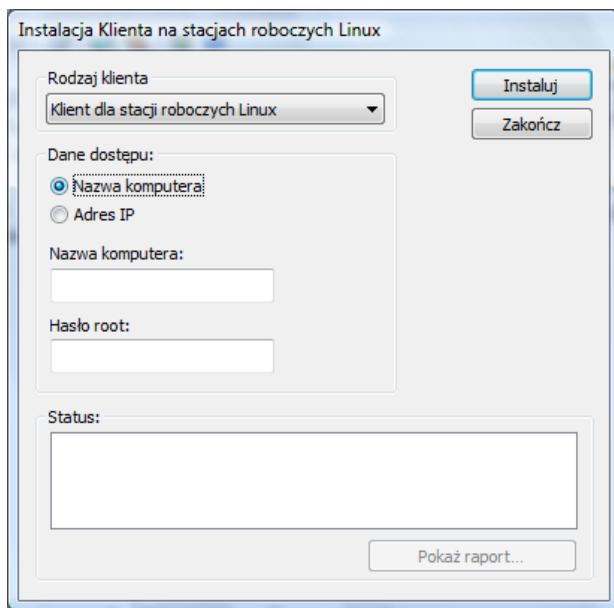 Instalacja Klienta na stacjach roboczych Linux
Rodzaj klienta
Klient dla stacji roboczych Linux
Instaluj
Zakończ
Dane dostępu:
Nazwa komputera
Adres IP
Nazwa komputera:
Hasło root:
Status:
Pokaż raport...